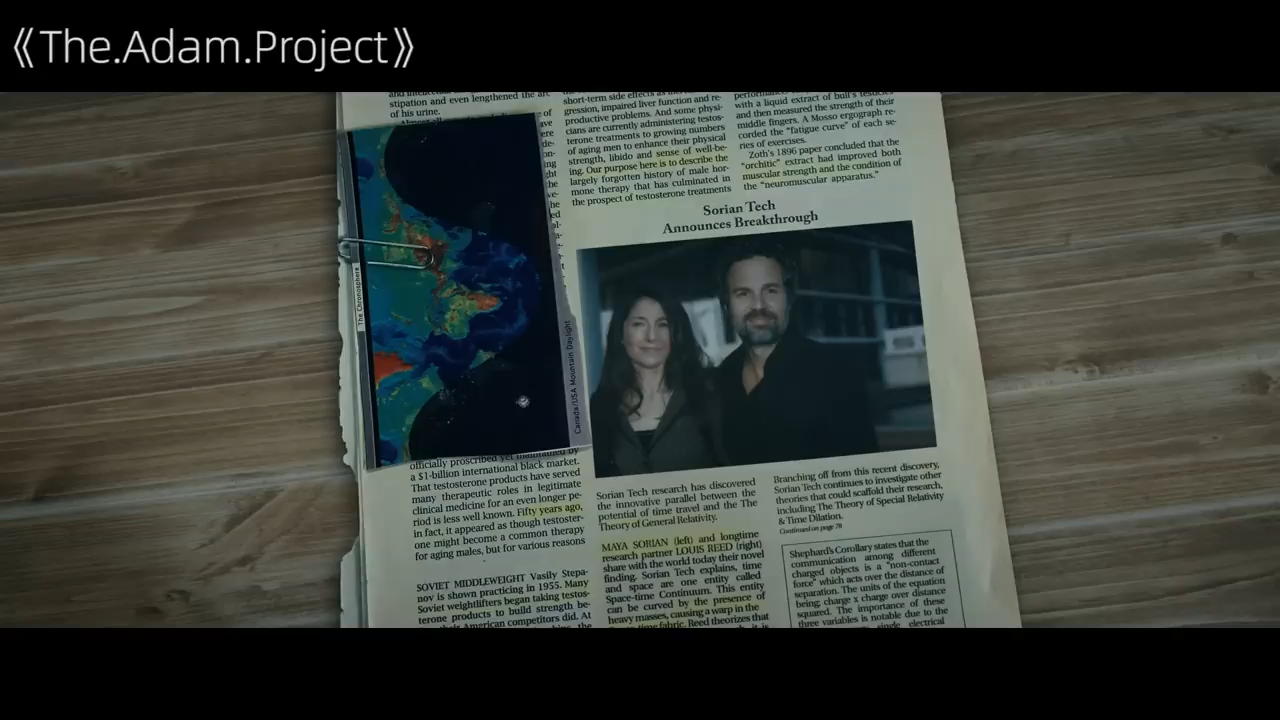 《The.Adam.Project》
stipation and even lengthened the arc
of his urine.
short-term side effects as
gression, impaired liver function and re-
productive problems. And some physi-
cians are currently administering testos-
terone treatments to growing numbers
of aging men to enhance their physical
strength, libido and sense of well-be-
ing. Our purpose here is to describe the
largely forgotten history of male hor-
mone therapy that has culminated in
the prospect of testosterone treatments
with a liquid extract of bull's testicles
and then measured the strength of their
middle fingers. A Mosso ergograph re-
corded the "fatigue curve" of each se-
ries of exercises.
Zoth's 1896 paper concluded that the
"orchitic" extract had improved both
muscular strength and the condition of
the "neuromuscular apparatus."
The Chronosphere
Canada/USA Mountain Daylight
Sorian Tech
Announces Breakthrough
officially proscribed yet maintained by
a $1-billion international black market.
That testosterone products have served
many therapeutic roles in legitimate
clinical medicine for an even longer pe-
riod is less well known. Fifty years ago,
in fact, it appeared as though testoster-
one might become a common therapy
for aging males, but for various reasons
SOVIET MIDDLEWEIGHT Vasily Stepa-
nov is shown practicing in 1955. Many
Soviet weightlifters began taking testos-
terone products to build strength be-
their American competitors did. At
Sorian Tech research has discovered
the innovative parallel between the
potential of time travel and the The
Theory of General Relativity.
MAYA SORIAN (left) and longtime
research partner LOUIS REED (right)
share with the world today their novel
finding. Sorian Tech explains, time
and space are one entity called
Space-time Continuum. This entity
can be curved by the presence of
heavy masses, causing a warp in the
time fabric. Reed theorizes that
Branching off from this recent discovery,
Sorian Tech continues to investigate other
theories that could scaffold their research,
including The Theory of Special Relativity
& Time Dilation.
Continued on page 78
Shephard's Corollary states that the
communication among different
charged objects is a "non-contact
force" which acts over the distance of
separation. The units of the equation
being; charge x charge over distance
squared. The importance of these
three variables is notable due to the
single electrical